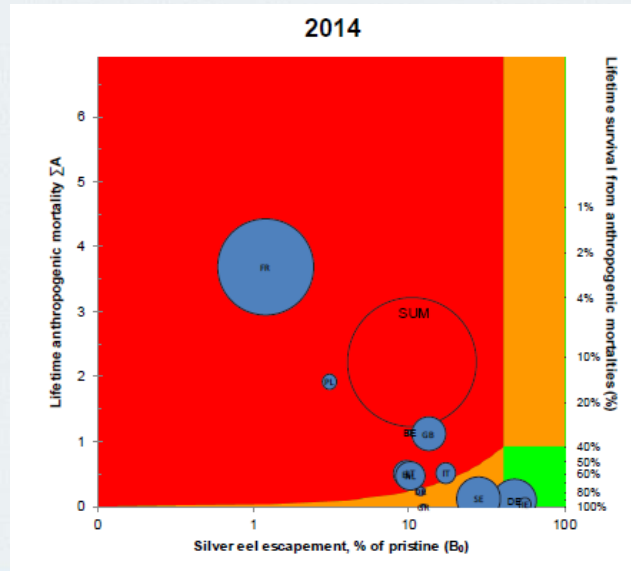 2014
Lifetime anthropogenic mortality ∑A
6
5
4
3
2
1
0
FR
SUM
PL
BE
GB
IT
SE
DE
1%
2%
4%
10%
20%
40%
50%
60%
80%
100%
Lifetime survival from anthropogenic mortalties (%)
0
1
10
100
Silver eel escapement, % of pristine (B₀)